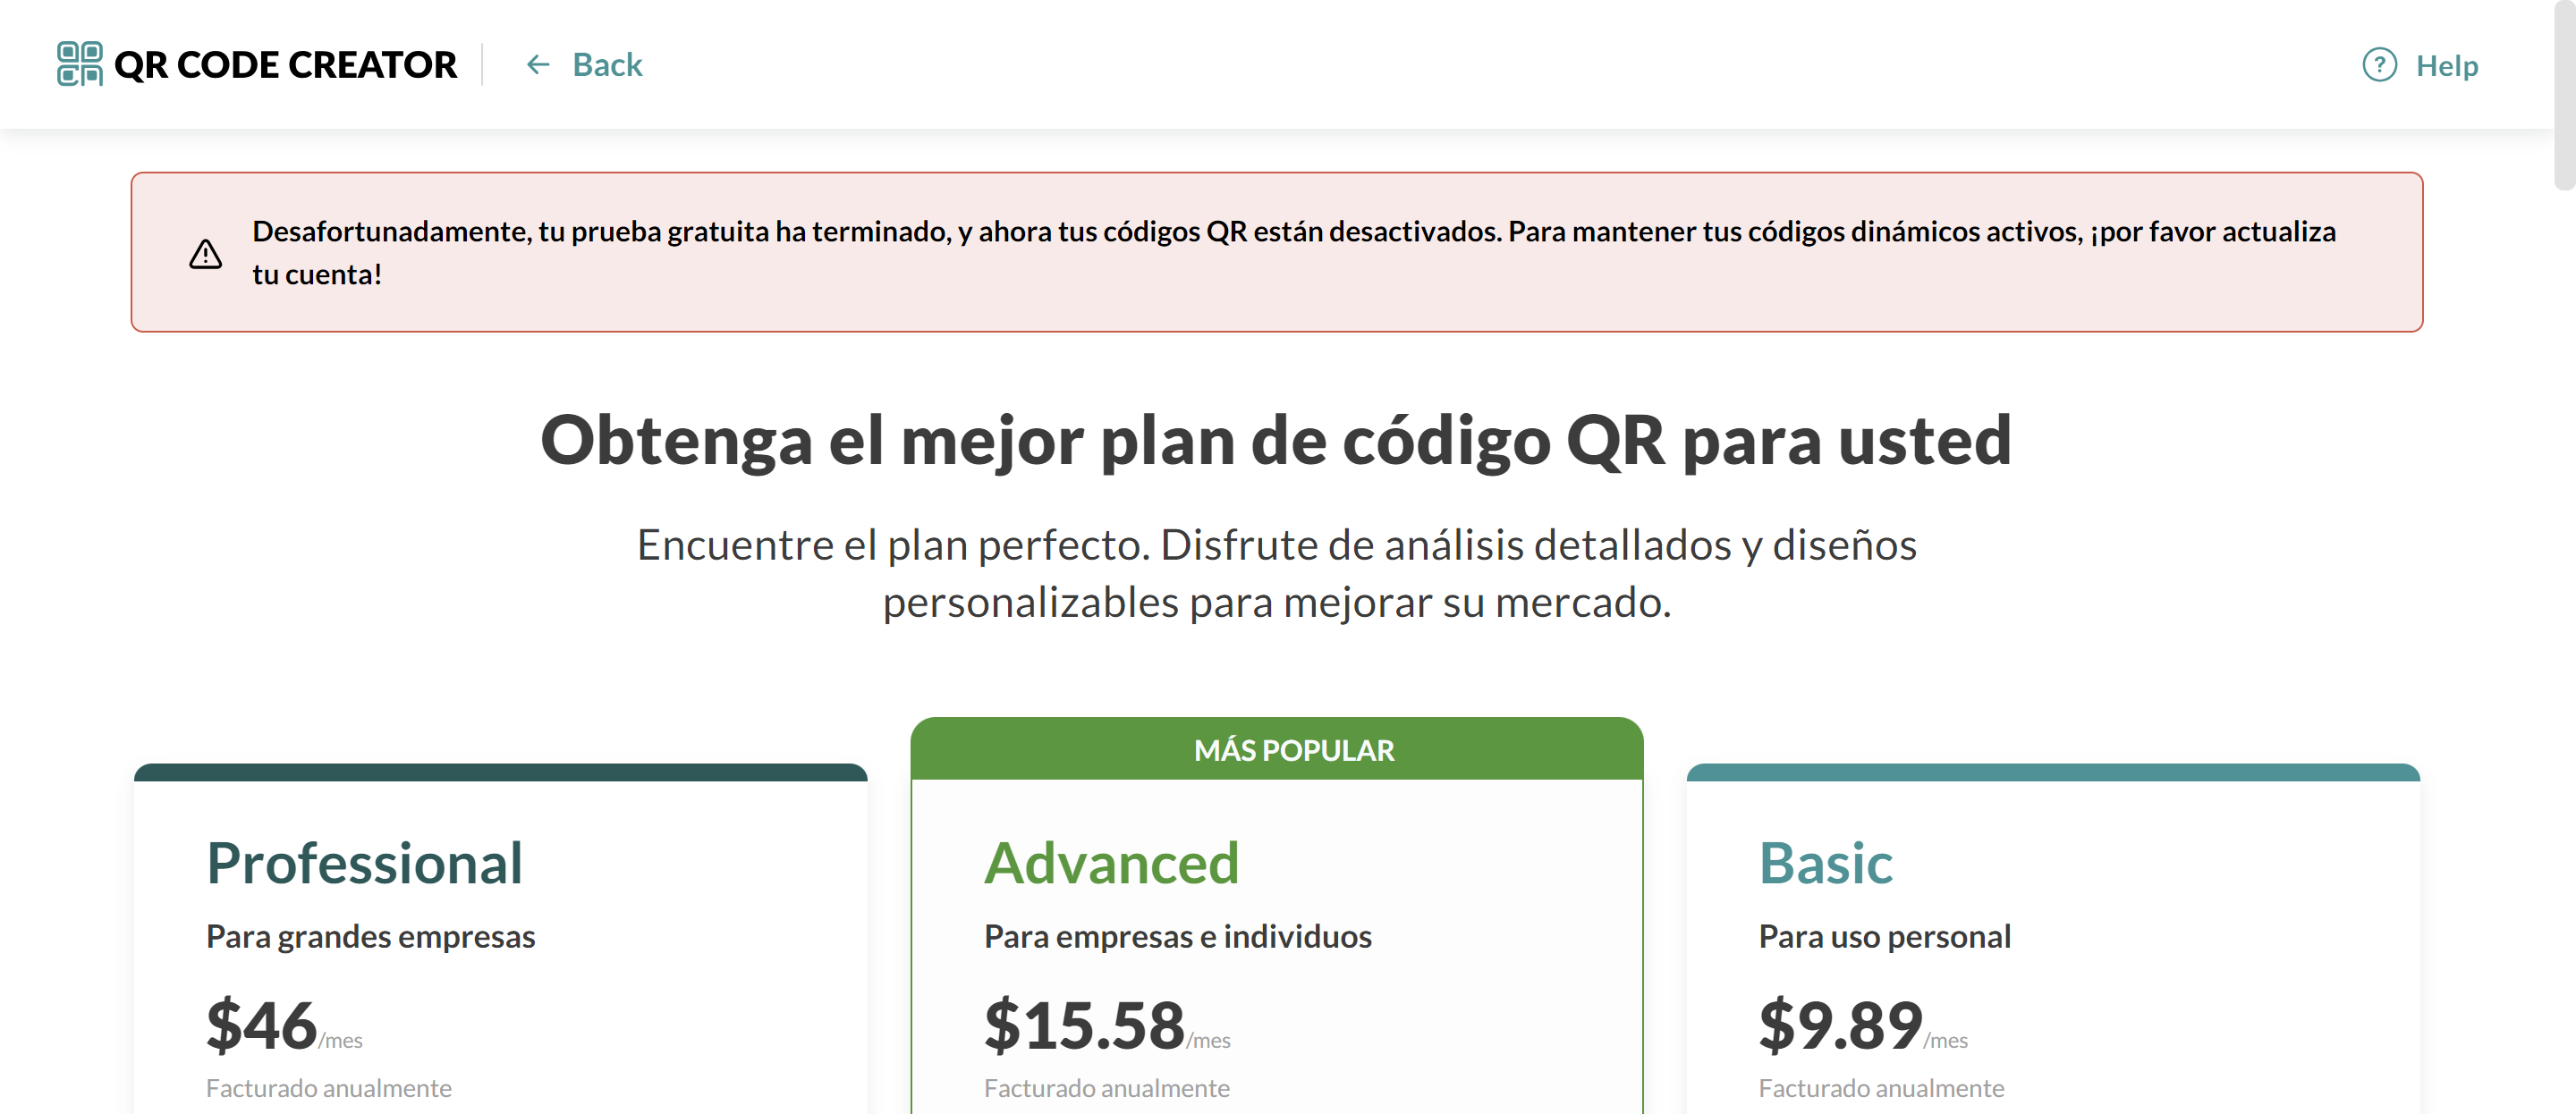 QR CODE CREATOR
← Back
? Help
Desafortunadamente, tu prueba gratuita ha terminado, y ahora tus códigos QR están desactivados. Para mantener tus códigos dinámicos activos, ¡por favor actualiza
tu cuenta!
Obtenga el mejor plan de código QR para usted
Encuentre el plan perfecto. Disfrute de análisis detallados y diseños
personalizables para mejorar su mercado.
Professional
Para grandes empresas
$46/mes
Facturado anualmente
MÁS POPULAR
Advanced
Para empresas e individuos
$15.58/mes
Facturado anualmente
Basic
Para uso personal
$9.89/mes
Facturado anualmente